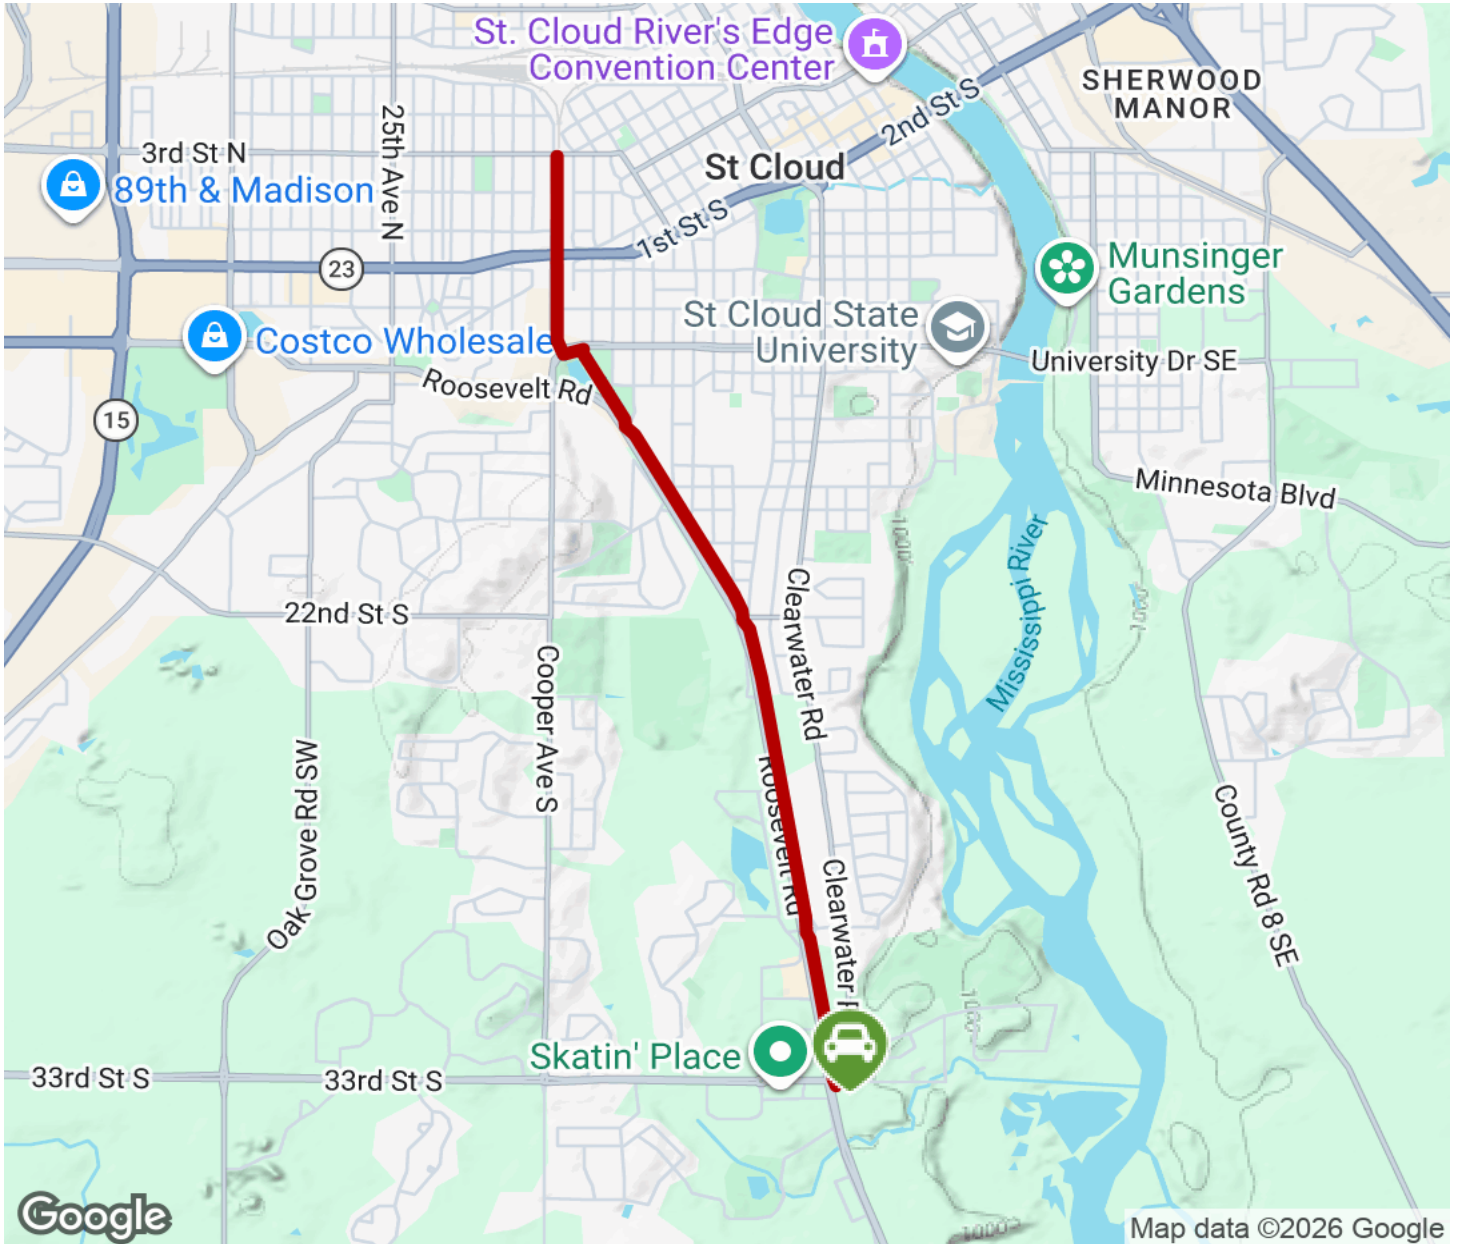 St. Cloud River's Edge
Convention Center
SHERWOOD
MANOR
2nd St S
25th Ave N
3rd St N
89th & Madison
St Cloud
1st St S
23
Munsinger
Gardens
St Cloud State
University
Costco Wholesale
University Dr SE
Roosevelt Rd
15
Minnesota Blvd
1000'
Mississippi River
Clearwater Rd
1000'
22nd St S
Cooper Ave S
Oak Grove Rd SW
Roosevelt Rd
County Rd 8 SE
Clearwater R
1000'
Skatin' Place
33rd St S
33rd St S
Google
Map data ©2026 Google